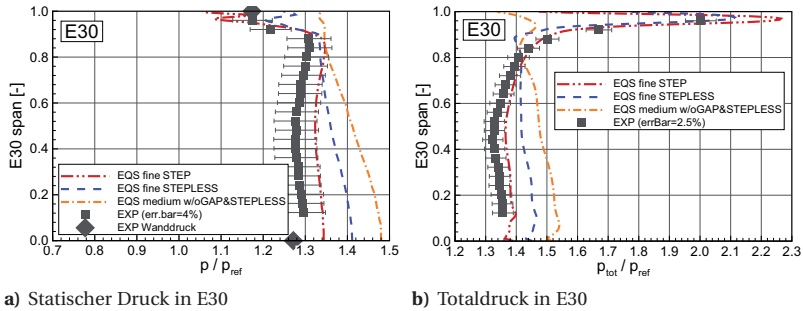 E30
E30 span [-]
1.0
0.8
0.6
0.4
0.2
0.0
EQS fine STEP
EQS fine STEPLESS
EQS medium w/oGAP&STEPLESS
EXP (err.bar=4%)
EXP Wanddruck
0.7 0.8 0.9 1.0 1.1 1.2 1.3 1.4 1.5
p / pref
a) Statischer Druck in E30
E30
E30 span [-]
1.0
0.8
0.6
0.4
0.2
0.0
EQS fine STEP
EQS fine STEPLESS
EQS medium w/oGAP&STEPLESS
EXP (errBar=2.5%)
1.2 1.3 1.4 1.5 1.6 1.7 1.8 1.9 2.0 2.1 2.2 2.3
ptot / pref
b) Totaldruck in E30